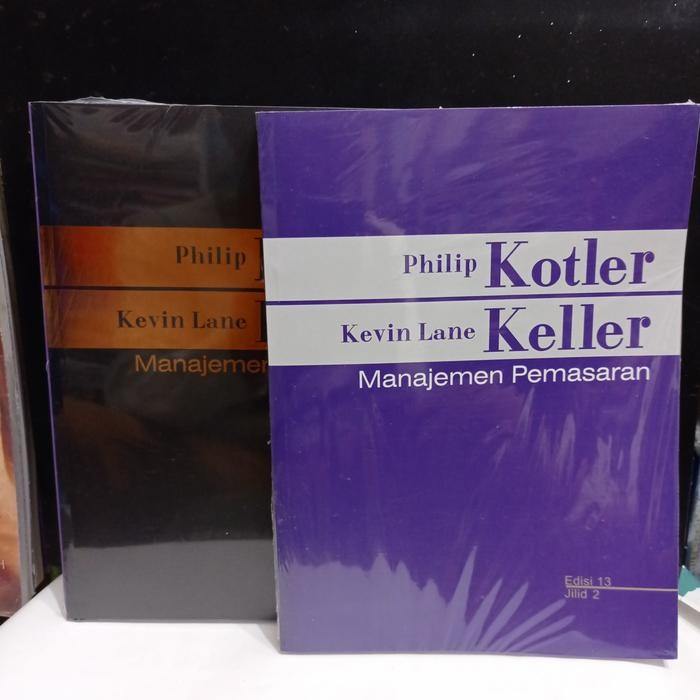 Philip
Kevin Lane
Manajemen
Philip Kotler
Kevin Lane Keller
Manajemen Pemasaran
Edisi 13
Jilid 2